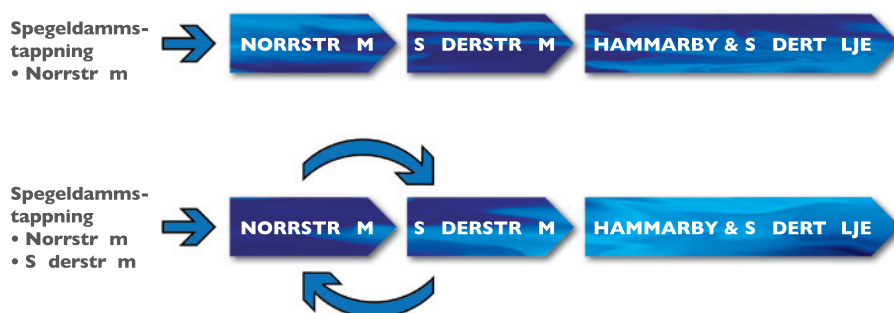 Spegeldamms-
tappning
• Norrstr m
NORRSTR M
S DERSTR M
HAMMARBY & S DERT LJE
Spegeldamms-
tappning
• Norrstr m
• S derstr m
NORRSTR M
S DERSTR M
HAMMARBY & S DERT LJE